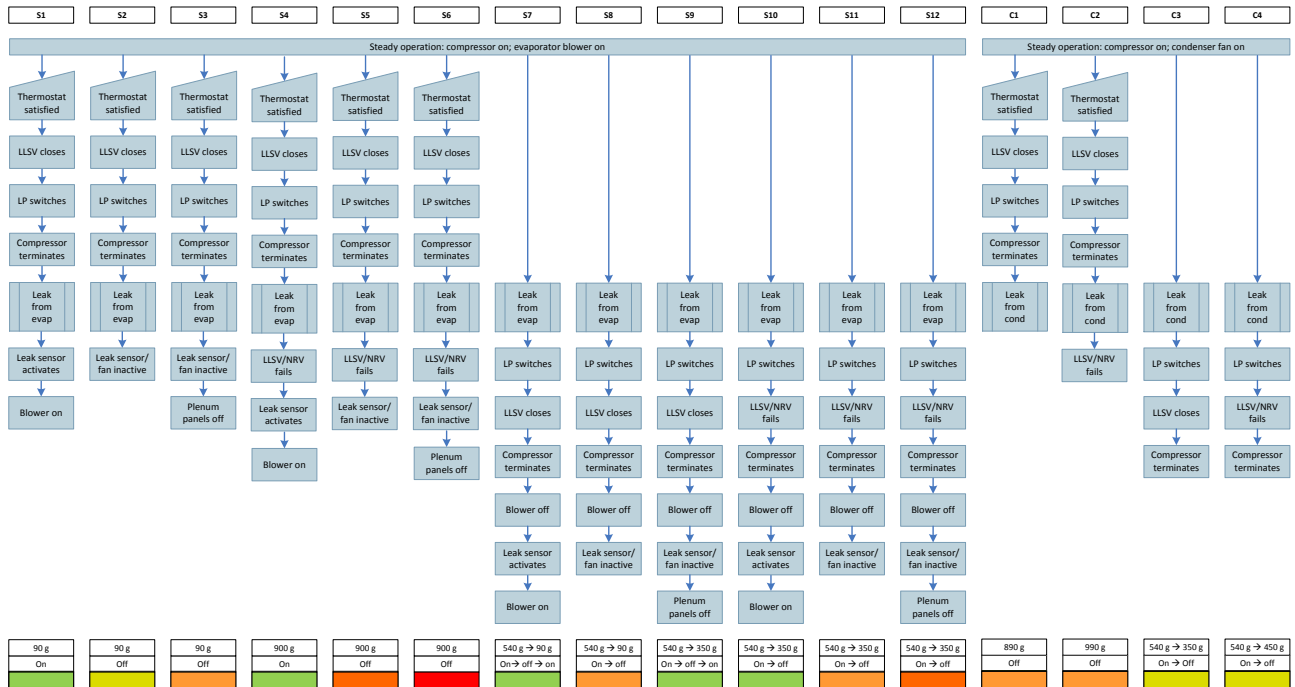 S1
S2
S3
S4
S5
S6
S7
S8
S9
S10
S11
S12
C1
C2
C3
C4
Steady operation: compressor on; evaporator blower on
Steady operation: compressor on; condenser fan on
Thermostat
satisfied
LLSV closes
LP switches
Compressor
terminates
Leak
from
evap
Leak sensor
activates
Blower on
Thermostat
satisfied
LLSV closes
LP switches
Compressor
terminates
Leak
from
evap
Leak sensor/
fan inactive
Thermostat
satisfied
LLSV closes
LP switches
Compressor
terminates
Leak
from
evap
Leak sensor/
fan inactive
Plenum
panels off
Thermostat
satisfied
LLSV closes
LP switches
Compressor
terminates
Leak
from
evap
LLSV/NRV
fails
Leak sensor
activates
Blower on
Thermostat
satisfied
LLSV closes
LP switches
Compressor
terminates
Leak
from
evap
LLSV/NRV
fails
Leak sensor/
fan inactive
Thermostat
satisfied
LLSV closes
LP switches
Compressor
terminates
Leak
from
evap
LLSV/NRV
fails
Leak sensor/
fan inactive
Plenum
panels off
Leak
from
evap
LP switches
LLSV closes
Compressor
terminates
Blower off
Leak sensor
activates
Blower on
Leak
from
evap
LP switches
LLSV closes
Compressor
terminates
Blower off
Leak sensor/
fan inactive
Leak
from
evap
LP switches
LLSV closes
Compressor
terminates
Blower off
Leak sensor/
fan inactive
Plenum
panels off
Leak
from
evap
LP switches
LLSV/NRV
fails
Compressor
terminates
Blower off
Leak sensor
activates
Blower on
Leak
from
evap
LP switches
LLSV/NRV
fails
Compressor
terminates
Blower off
Leak sensor/
fan inactive
Leak
from
evap
LP switches
LLSV/NRV
fails
Compressor
terminates
Blower off
Leak sensor/
fan inactive
Plenum
panels off
Thermostat
satisfied
LLSV closes
LP switches
Compressor
terminates
Leak
from
cond
Thermostat
satisfied
LLSV closes
LP switches
Compressor
terminates
Leak
from
cond
LLSV/NRV
fails
Leak
from
cond
LP switches
LLSV closes
Compressor
terminates
Leak
from
cond
LP switches
LLSV/NRV
fails
Compressor
terminates
90 g
90 g
90 g
900 g
900 g
900 g
540 g → 90 g
540 g → 90 g
540 g → 350 g
540 g → 350 g
540 g → 350 g
540 g → 350 g
890 g
990 g
540 g → 350 g
540 g → 450 g
On
Off
Off
On
Off
Off
On → off → on
On → off
On → off → on
On → off
On → off
On → off
Off
Off
On → Off
On → off